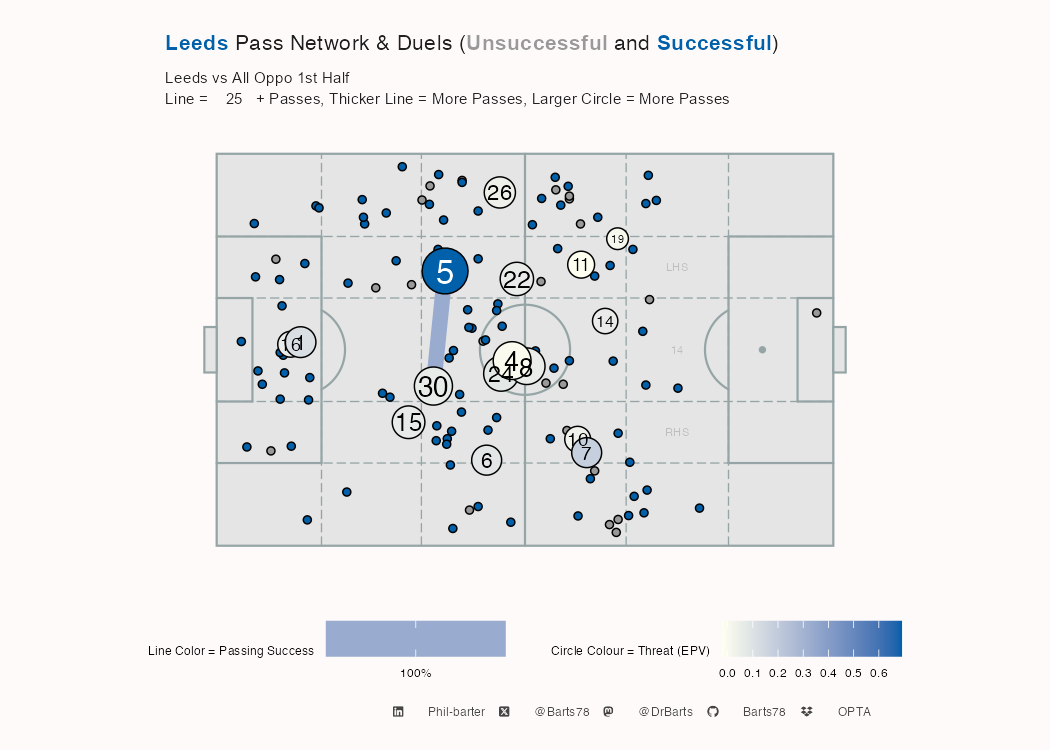 Leeds Pass Network & Duels (Unsuccessful and Successful)
Leeds vs All Oppo 1st Half
Line = 25 + Passes, Thicker Line = More Passes, Larger Circle = More Passes
26
19
11
LHS
5
22
14
16
1
14
4
8
24
30
15
RHS
10
7
6
Line Color = Passing Success
100%
Circle Colour = Threat (EPV)
0.0 0.1 0.2 0.3 0.4 0.5 0.6
Phil-barter @Barts78 @DrBarts Barts78 OPTA